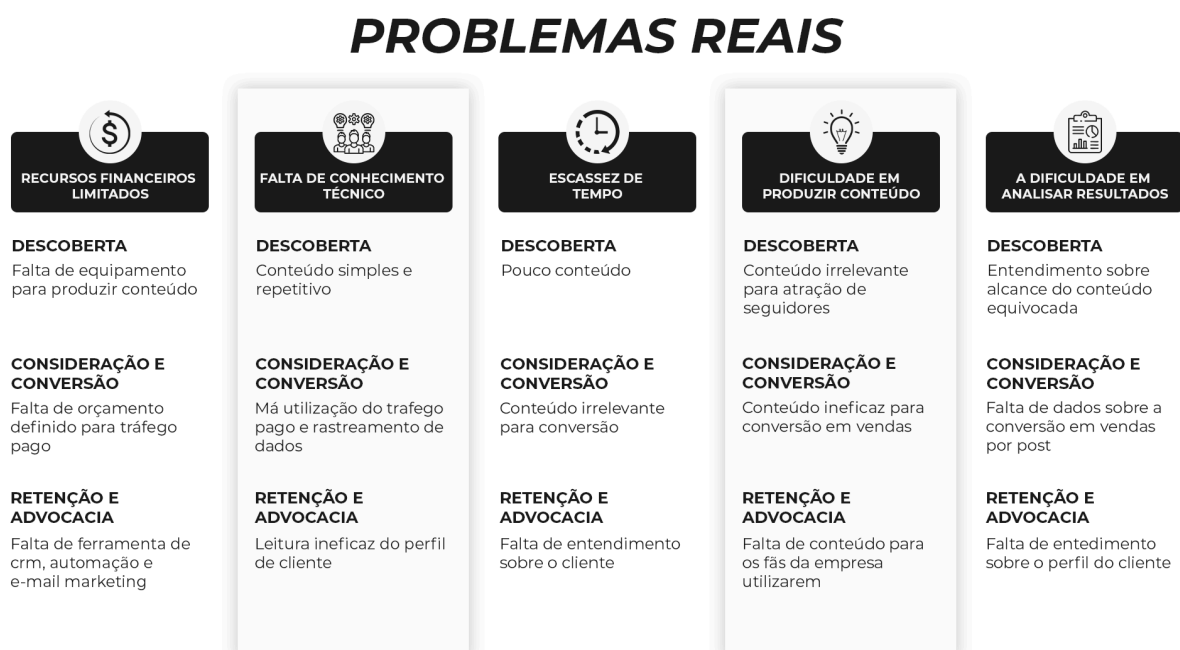 PROBLEMAS REAIS
RECURSOS FINANCEIROS
LIMITADOS
DESCOBERTA
Falta de equipamento
para produzir conteúdo
CONSIDERAÇÃO E
CONVERSÃO
Falta de orçamento
definido para tráfego
pago
RETENÇÃO E
ADVOCACIA
Falta de ferramenta de
crm, automação e
e-mail marketing
FALTA DE CONHECIMENTO
TÉCNICO
DESCOBERTA
Conteúdo simples e
repetitivo
CONSIDERAÇÃO E
CONVERSÃO
Má utilização do trafego
pago e rastreamento de
dados
RETENÇÃO E
ADVOCACIA
Leitura ineficaz do perfil
de cliente
ESCASSEZ DE
TEMPO
DESCOBERTA
Pouco conteúdo
CONSIDERAÇÃO E
CONVERSÃO
Conteúdo irrelevante
para conversão
RETENÇÃO E
ADVOCACIA
Falta de entendimento
sobre o cliente
DIFICULDADE EM
PRODUZIR CONTEÚDO
DESCOBERTA
Conteúdo irrelevante
para atração de
seguidores
CONSIDERAÇÃO E
CONVERSÃO
Conteúdo ineficaz para
conversão em vendas
RETENÇÃO E
ADVOCACIA
Falta de conteúdo para
os fãs da empresa
utilizarem
A DIFICULDADE EM
ANALISAR RESULTADOS
DESCOBERTA
Entendimento sobre
alcance do conteúdo
equivocada
CONSIDERAÇÃO E
CONVERSÃO
Falta de dados sobre a
conversão em vendas
por post
RETENÇÃO E
ADVOCACIA
Falta de entedimento
sobre o perfil do cliente